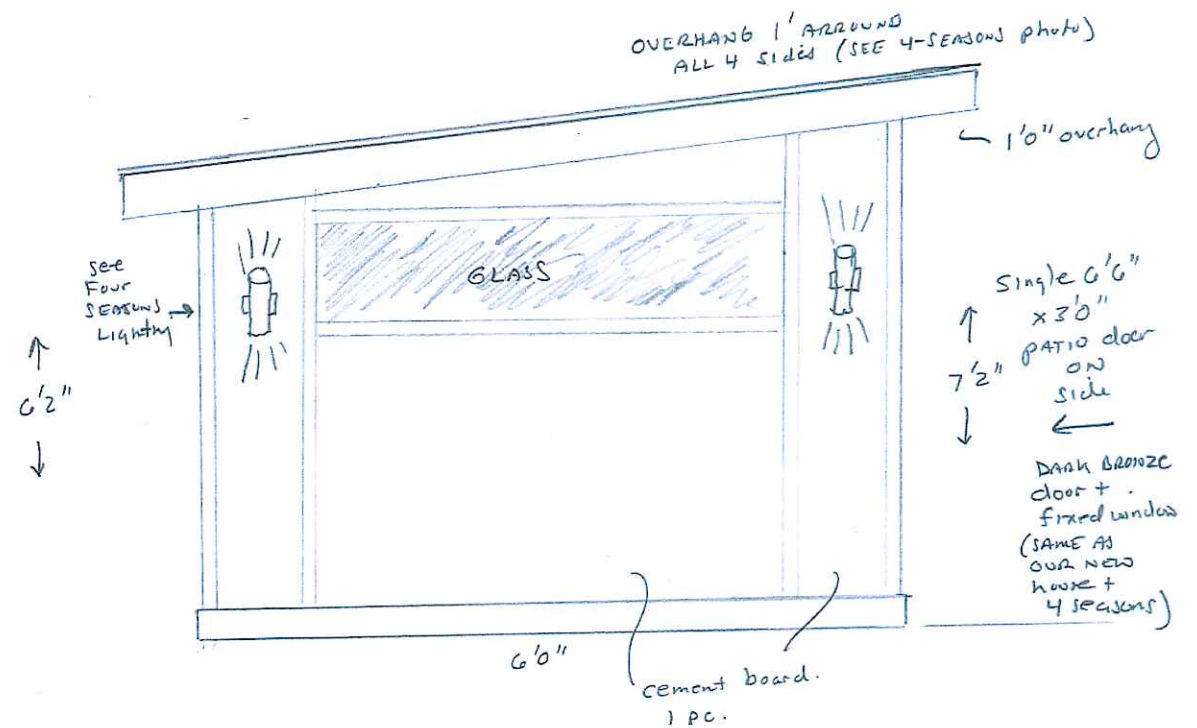 OVERHANG 1' ARROUND
ALL 4 sides (SEE 4-SEASONS photo)
1'0" overhang
GLASS
see
Four
SEASONS
Lighting
6'2"
7'2"
Single 6'6"
x 3'0"
PATIO door
ON
side
DARK BRONZE
door + .
fixed window
(SAME AS
OUR NEW
house +
4 seasons)
6'0"
cement board.
1 pc.